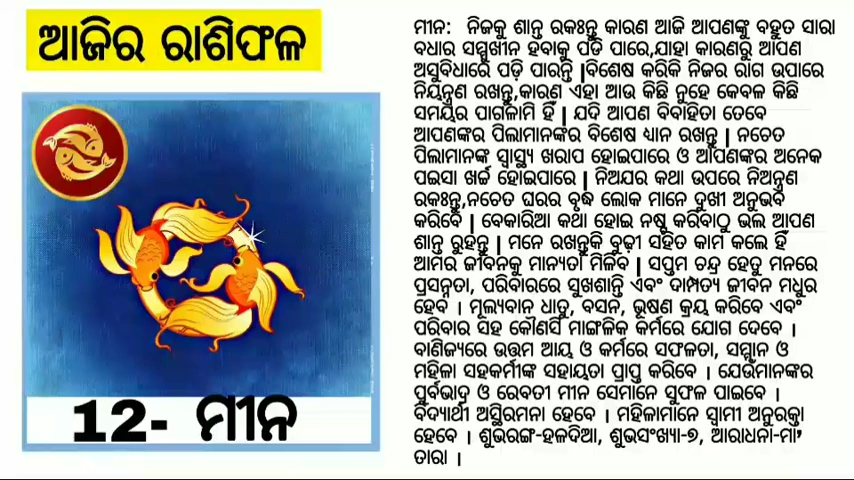 ଆଜିର ରାଶିଫଳ
12- ମୀନ
ମୀନ: ନିଜକୁ ଶାନ୍ତ ରଖନ୍ତୁ କାରଣ ଆଜି ଆପଣଙ୍କୁ ବହୁତ ସାରା
ବଧାର ସମ୍ମୁଖୀନ ହବାକୁ ପଡି ପାରେ,ଯାହା କାରଣରୁ ଆପଣ
ଅସୁବିଧାରେ ପଡ଼ି ପାରନ୍ତି |ବିଶେଷ କରିକି ନିଜର ରାଗ ଉପାରେ
ନିୟନ୍ତ୍ରଣ ରଖନ୍ତୁ,କାରଣ ଏହା ଆଉ କିଛି ନୁହେ କେବଳ କିଛି
ସମୟର ପାଗଳାମି ହିଁ | ଯଦି ଆପଣ ବିବାହିତା ତେବେ
ଆପଣଙ୍କର ପିଲାମାନଙ୍କର ବିଶେଷ ଧ୍ୟାନ ରଖନ୍ତୁ | ନଚେତ
ପିଲାମାନଙ୍କ ସ୍ୱାସ୍ଥ୍ୟ ଖରାପ ହୋଇପାରେ ଓ ଆପଣଙ୍କର ଅନେକ
ପଇସା ଖର୍ଚ୍ଚ ହୋଇପାରେ | ନିଅଯର କଥା ଉପରେ ନିଅନ୍ତ୍ରଣ
ରଖନ୍ତୁ,ନଚେତ ଘରର ବୃଦ୍ଧ ଲୋକ ମାନେ ଦୁଖୀ ଅନୁଭବ
କରିବେ | ବେକାରିଆ କଥା ହୋଇ ନଷ୍ଟ କରିବାଠୁ ଭଲ ଆପଣ
ଶାନ୍ତ ରୁହନ୍ତୁ | ମନେ ରଖନ୍ତୁକି ବୁଢ଼ୀ ସହିତ କାମ କଲେ ହିଁ
ଆମର ଜୀବନକୁ ମାନ୍ୟତା ମିଳିବ | ସପ୍ତମ ଚନ୍ଦ୍ର ହେତୁ ମନରେ
ପ୍ରସନ୍ନତା, ପରିବାରରେ ସୁଖଶାନ୍ତି ଏବଂ ଦାମ୍ପତ୍ୟ ଜୀବନ ମଧୁର
ହେବ । ମୂଲ୍ୟବାନ ଧାତୁ, ବସନ, ଭୂଷଣ କ୍ରୟ କରିବେ ଏବଂ
ପରିବାର ସହ କୌଣସି ମାଙ୍ଗଳିକ କର୍ମରେ ଯୋଗ ଦେବେ ।
ବାଣିଜ୍ୟରେ ଉତ୍ତମ ଆୟ ଓ କର୍ମରେ ସଫଳତା, ସମ୍ମାନ ଓ
ମହିଳା ସହକର୍ମୀଙ୍କ ସହାୟତା ପ୍ରାପ୍ତ କରିବେ । ଯେଉଁମାନଙ୍କର
ପୁର୍ବଭାଦ୍ର ଓ ରେବତୀ ମୀନ ସେମାନେ ସୁଫଳ ପାଇବେ ।
ବିଦ୍ୟାର୍ଥୀ ଅସ୍ଥିରମନା ହେବେ । ମହିଳାମାନେ ସ୍ୱାମୀ ଅନୁରକ୍ତା
ହେବେ । ଶୁଭରଙ୍ଗ-ହଳଦିଆ, ଶୁଭସଂଖ୍ୟା-୭, ଆରାଧନା-ମା'
ତାରା ।